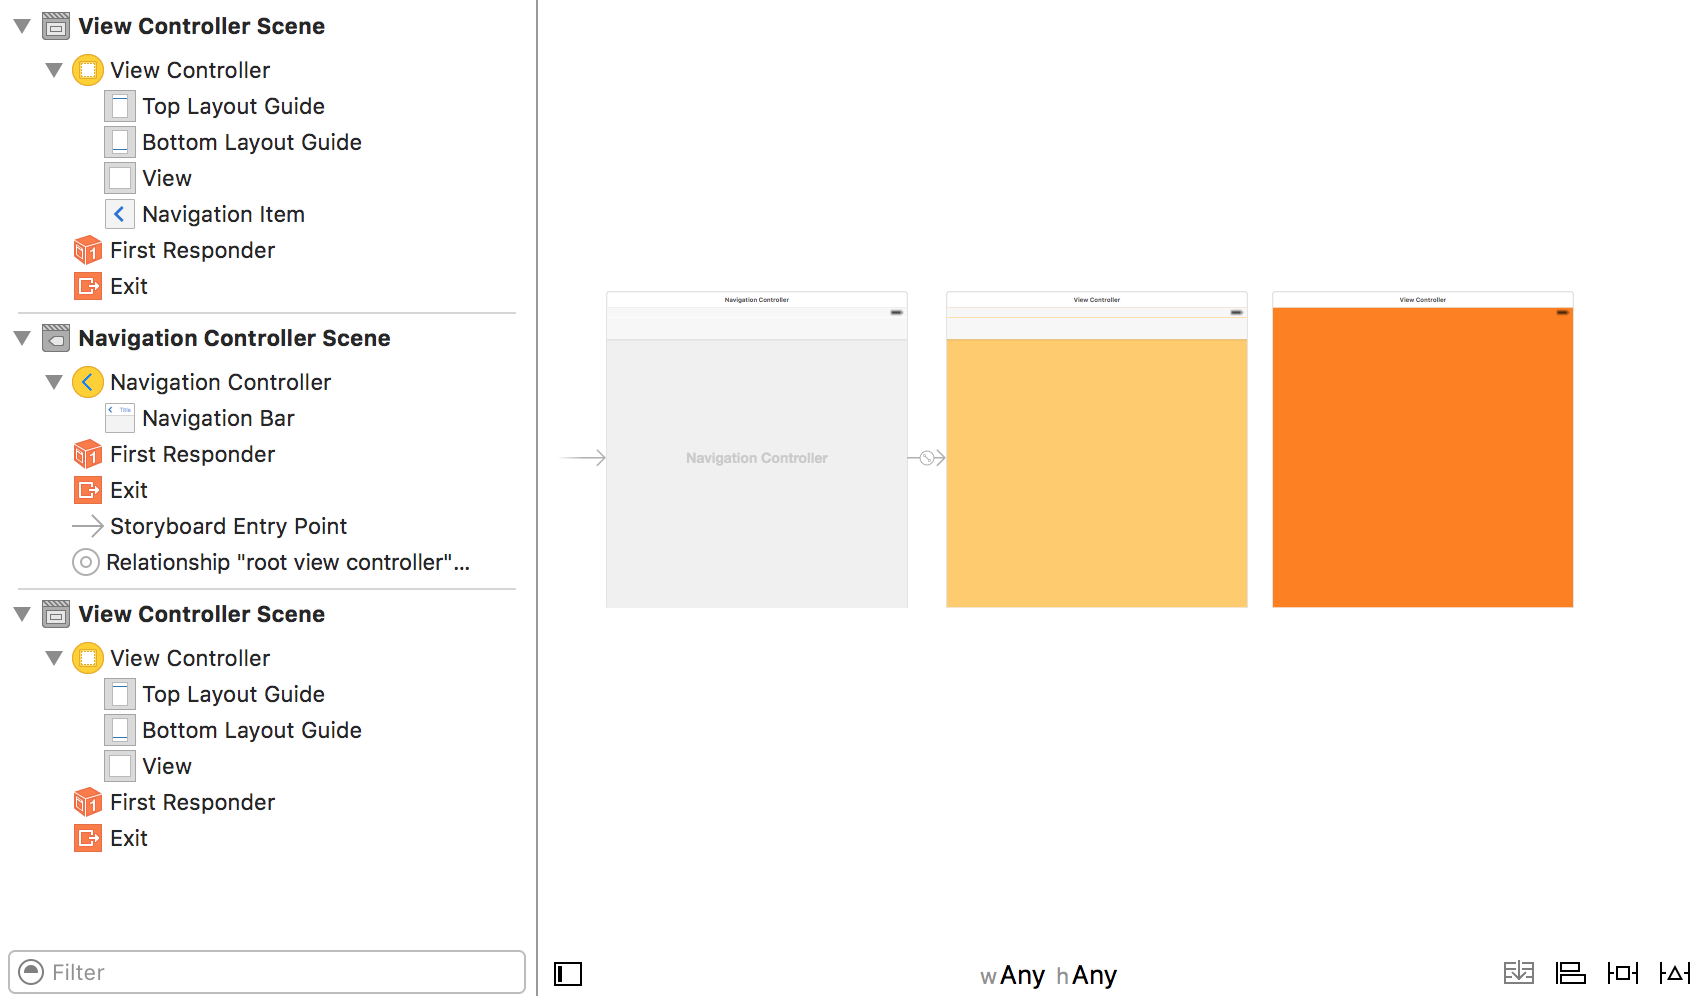 View Controller Scene
View Controller
Top Layout Guide
Bottom Layout Guide
View
Navigation Item
First Responder
Exit
Navigation Controller Scene
Navigation Controller
Title
Navigation Bar
First Responder
Exit
Storyboard Entry Point
Relationship "root view controller"...
View Controller Scene
View Controller
Top Layout Guide
Bottom Layout Guide
View
First Responder
Exit
Filter
Navigation Controller
Navigation Controller
View Controller
View Controller
wAny hAny